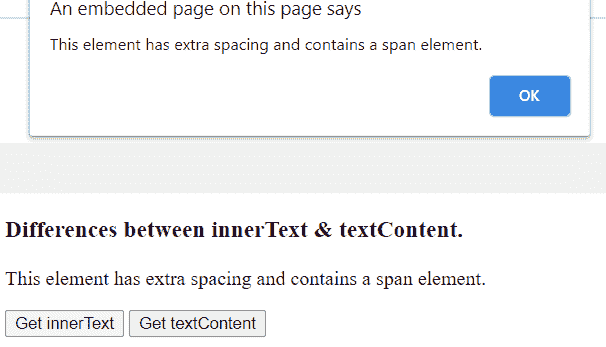 An embedded page on this page says
This element has extra spacing and contains a span element.
OK
Differences between innerText & textContent.
This element has extra spacing and contains a span element.
Get innerText Get textContent